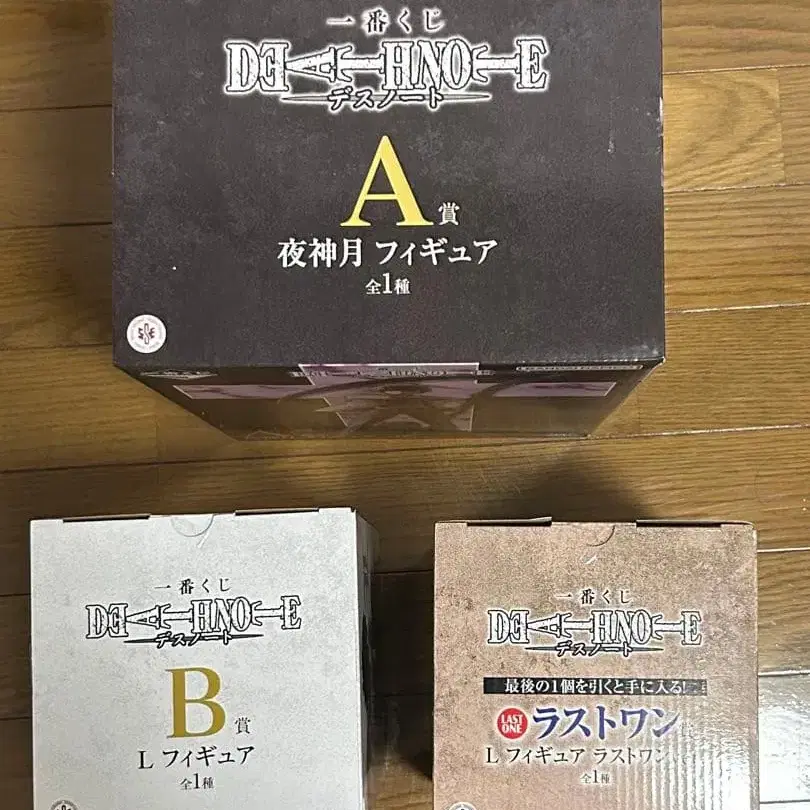 一番くじ
DEATH NOTE
デスノート
A賞
夜神月 フィギュア
全1種
一番くじ
DEATH NOTE
デスノート
B賞
L フィギュア
全1種
一番くじ
DEATH NOTE
デスノート
最後の1個を引くと手に入る!
LAST ONE ラストワン
L フィギュア ラストワン
全1種